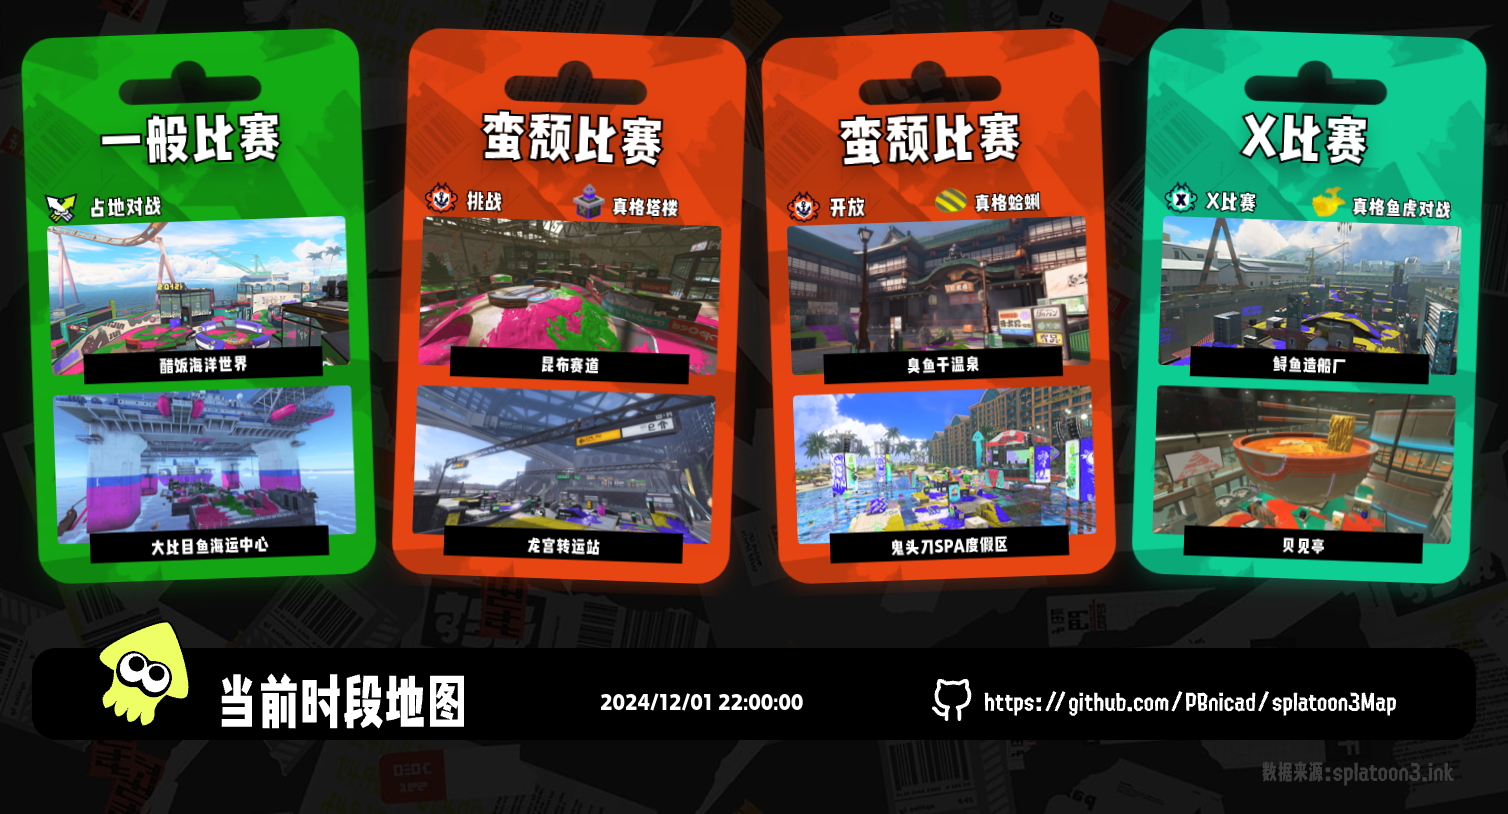 一般比赛
占地对战
醋饭海洋世界
大比目鱼海运中心
蛮颓比赛
挑战
真格塔楼
昆布赛道
龙宫转运站
蛮颓比赛
开放
真格蛤蜊
臭鱼干温泉
鬼头刀SPA度假区
X比赛
X比赛
真格鱼虎对战
鲟鱼造船厂
贝见亭
当前时段地图
2024/12/01 22:00:00
https://github.com/PBnicad/splatoon3Map
数据来源:splatoon3.ink